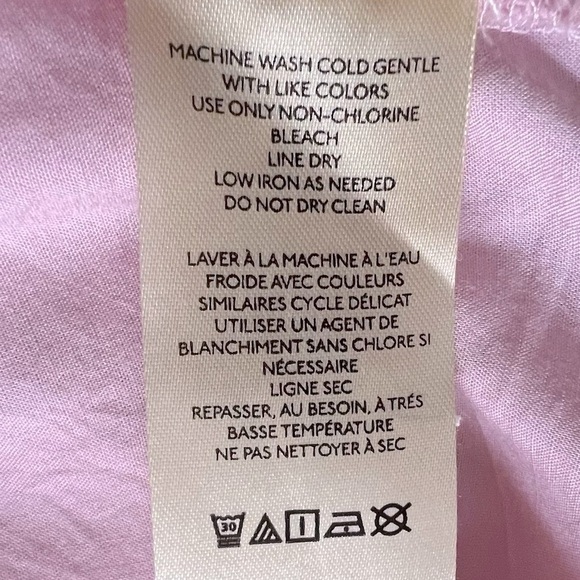 MACHINE WASH COLD GENTLE
WITH LIKE COLORS
USE ONLY NON-CHLORINE
BLEACH
LINE DRY
LOW IRON AS NEEDED
DO NOT DRY CLEAN
LAVER À LA MACHINE À L'EAU
FROIDE AVEC COULEURS
SIMILAIRES CYCLE DÉLICAT
UTILISER UN AGENT DE
BLANCHIMENT SANS CHLORE SI
NÉCESSAIRE
LIGNE SEC
REPASSER, AU BESOIN, À TRÉS
BASSE TEMPÉRATURE
NE PAS NETTOYER À SEC
30